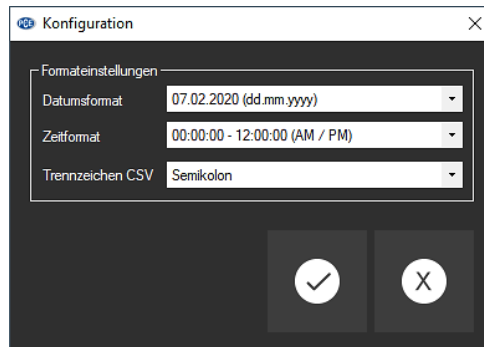 PCE Konfiguration
Formateinstellungen
Datumsformat 07.02.2020 (dd.mm.yyyy)
Zeitformat 00:00:00 - 12:00:00 (AM / PM)
Trennzeichen CSV Semikolon
X